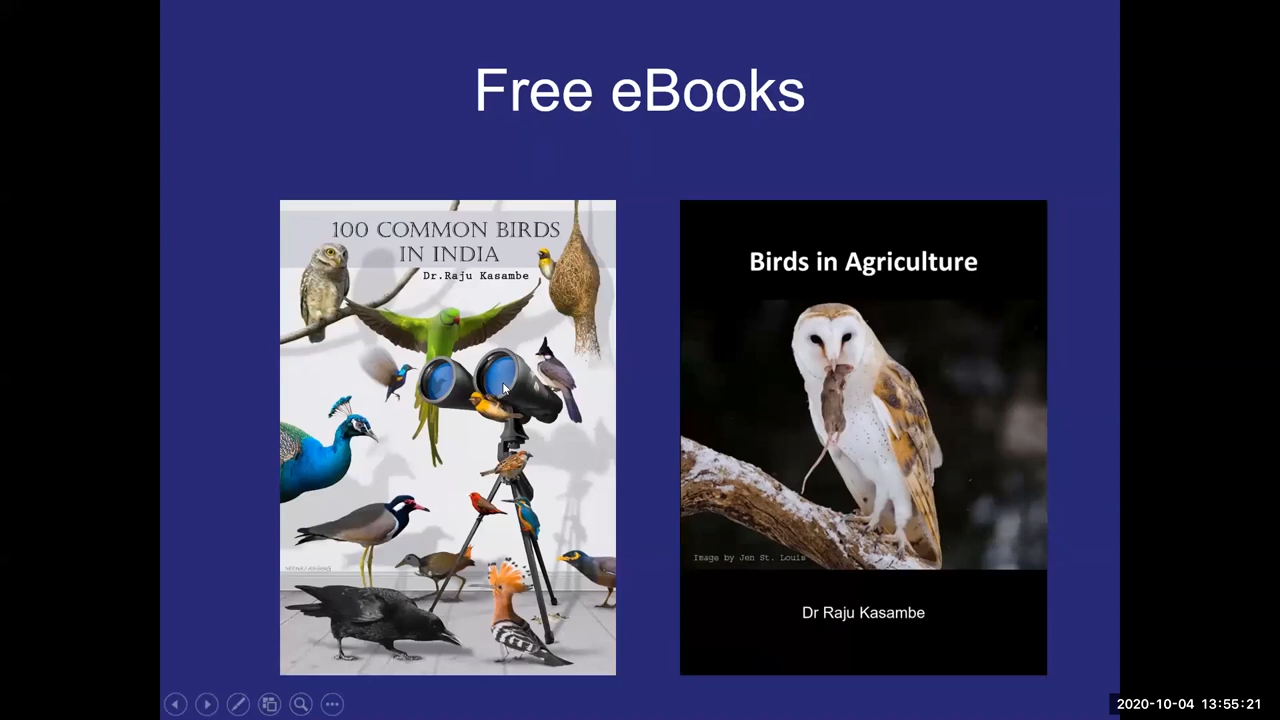 Free eBooks
100 COMMON BIRDS
IN INDIA
Dr.Raju Kasambe
Birds in Agriculture
Image by Jen St. Louis
Dr Raju Kasambe
2020-10-04 13:55:21